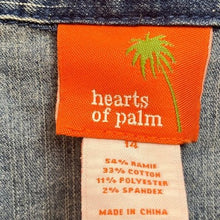 hearts
of palm
14
54% RAMIE
33% COTTON
11% POLYESTER
2% SPANDEX
MADE IN CHINA